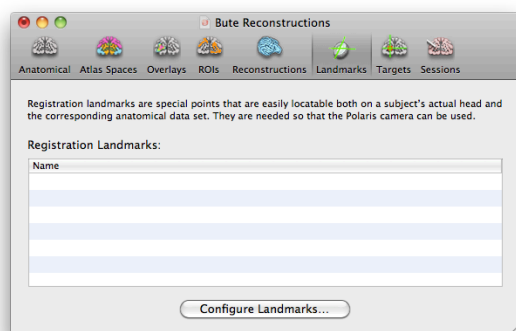 Bute Reconstructions
Anatomical Atlas Spaces Overlays ROIs Reconstructions Landmarks Targets Sessions
Registration landmarks are special points that are easily locatable both on a subject's actual head and
the corresponding anatomical data set. They are needed so that the Polaris camera can be used.
Registration Landmarks:
Name
Configure Landmarks...